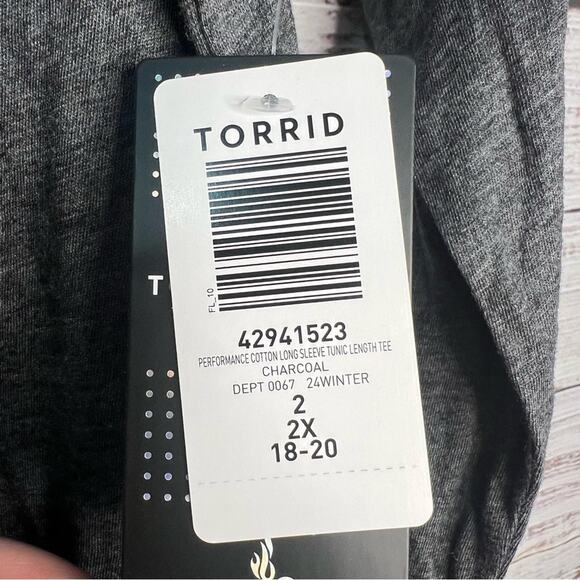 TORRID
FL_10
42941523
PERFORMANCE COTTON LONG SLEEVE TUNIC LENGTH TEE
CHARCOAL
DEPT 0067 24WINTER
2
2X
18-20
T